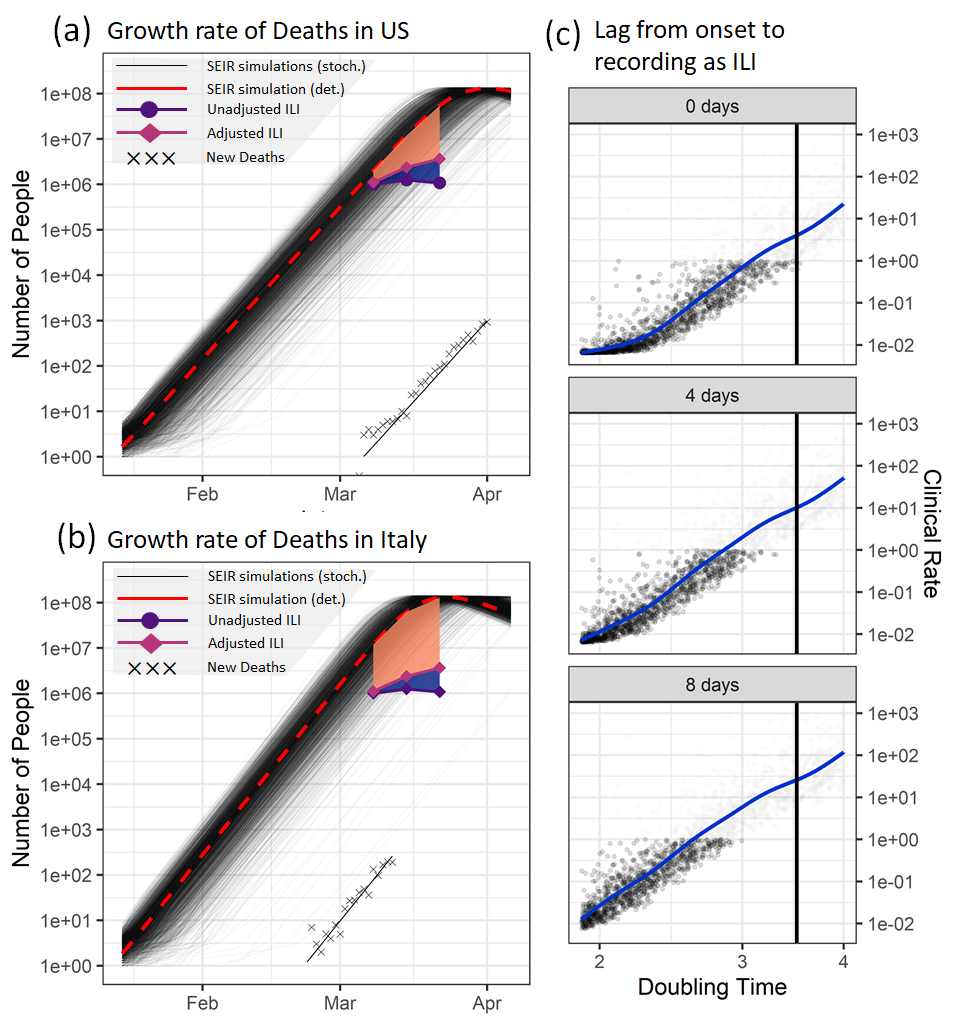 (a) Growth rate of Deaths in US
SEIR simulations (stoch.)
SEIR simulation (det.)
Unadjusted ILI
Adjusted ILI
New Deaths
Number of People
1e+08
1e+07
1e+06
1e+05
1e+04
1e+03
1e+02
1e+01
1e+00
Feb Mar Apr
(b) Growth rate of Deaths in Italy
SEIR simulations (stoch.)
SEIR simulation (det.)
Unadjusted ILI
Adjusted ILI
New Deaths
Number of People
1e+08
1e+07
1e+06
1e+05
1e+04
1e+03
1e+02
1e+01
1e+00
Feb Mar Apr
(c) Lag from onset to
recording as ILI
0 days
1e+03
1e+02
1e+01
1e+00
1e-01
1e-02
4 days
1e+03
1e+02
1e+01
1e+00
1e-01
1e-02
Clinical Rate
8 days
1e+03
1e+02
1e+01
1e+00
1e-01
1e-02
2 3 4
Doubling Time